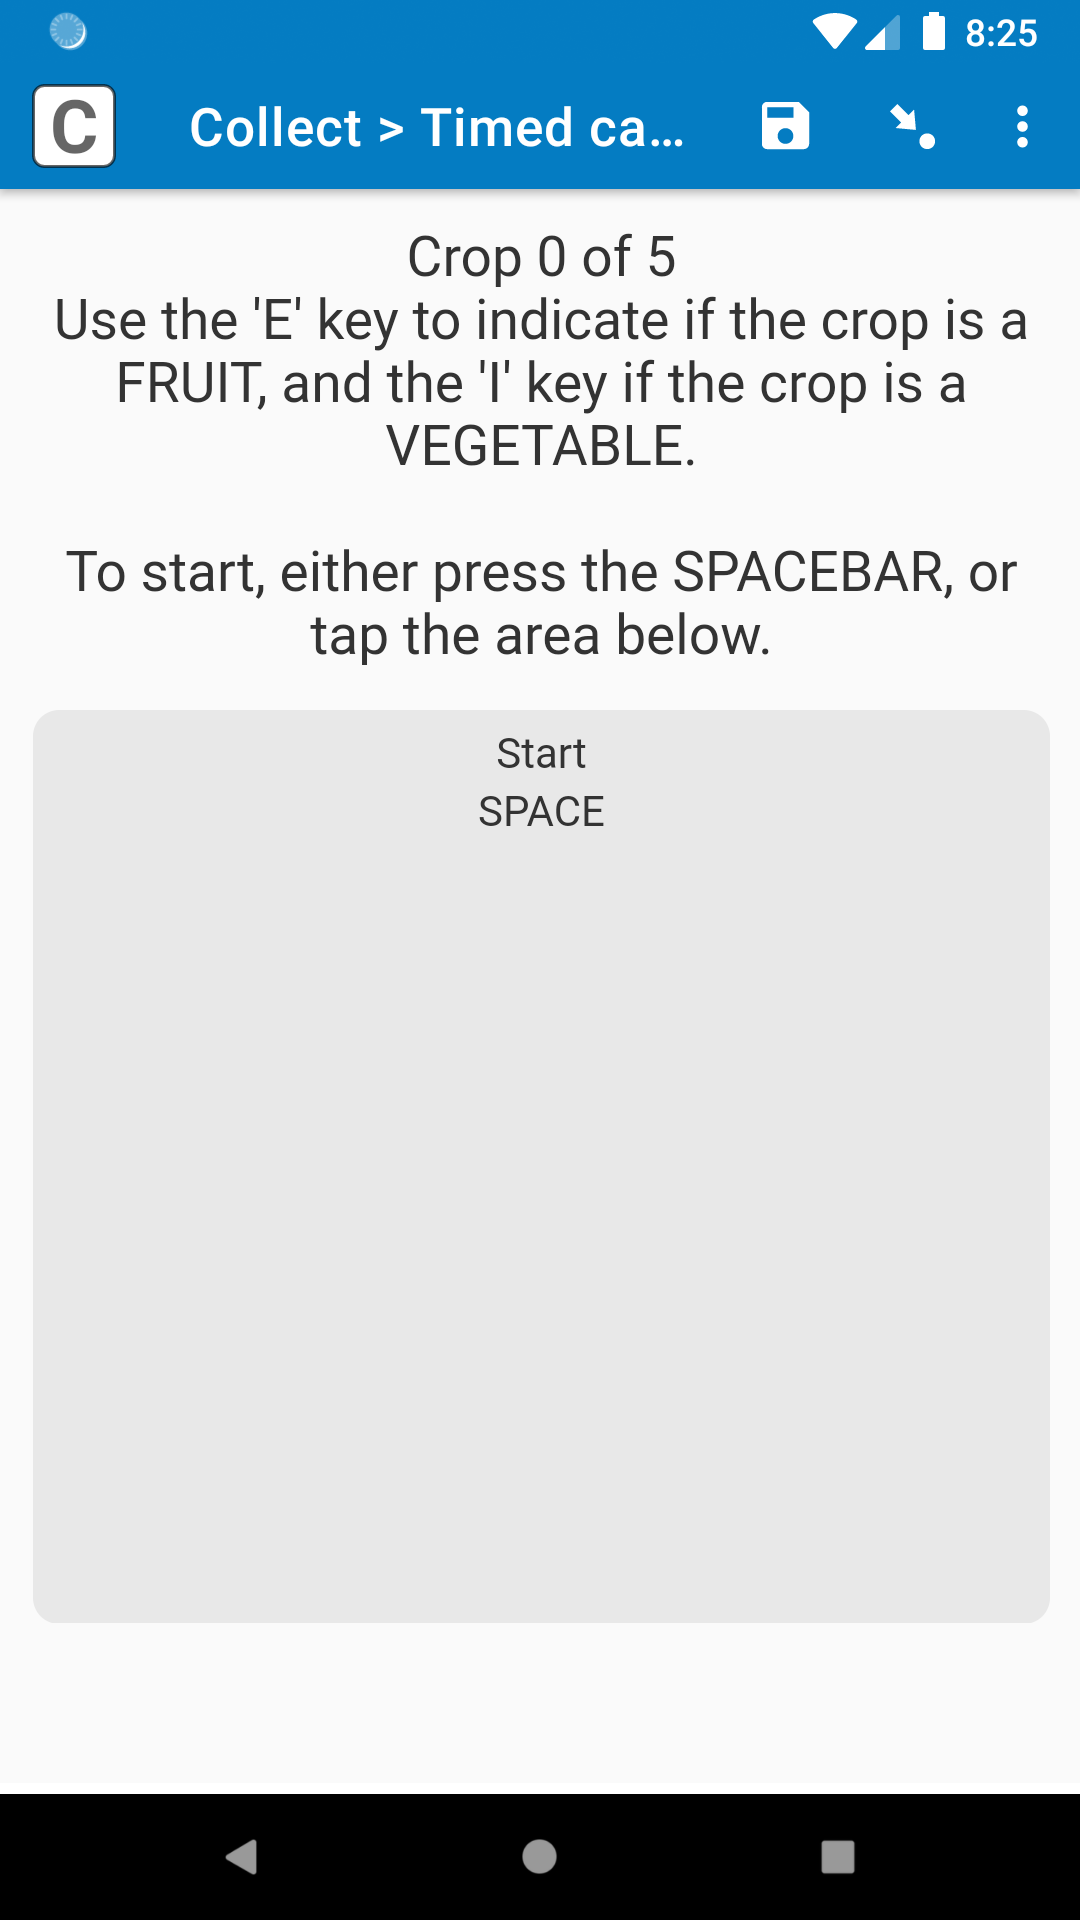 8:25
C
Collect > Timed ca...
Crop 0 of 5
Use the 'E' key to indicate if the crop is a
FRUIT, and the 'I' key if the crop is a
VEGETABLE.
To start, either press the SPACEBAR, or
tap the area below.
Start
SPACE